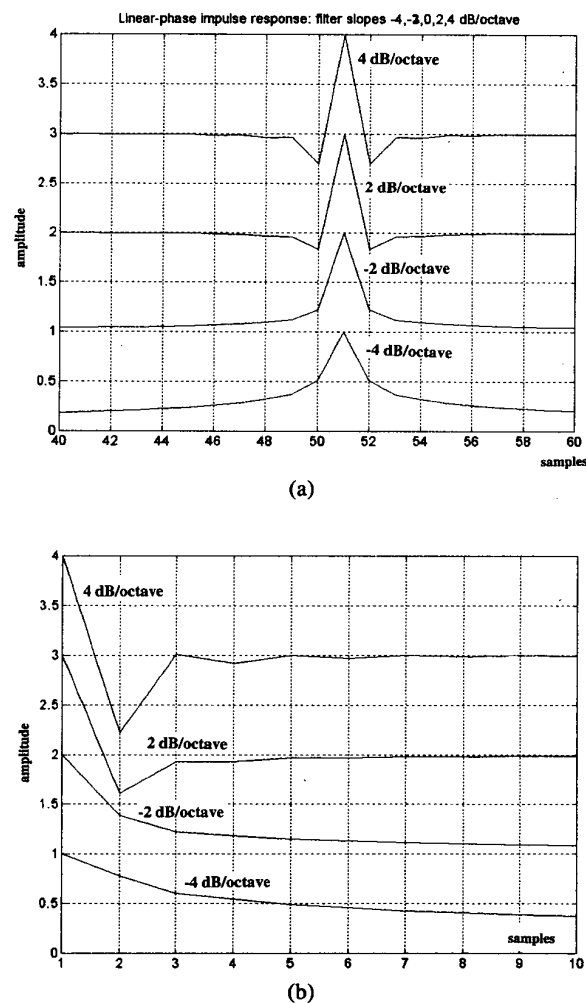 Linear-phase impulse response: filter slopes -4,-3,0,2,4 dB/octave
4
4 dB/octave
3.5
3
2 dB/octave
2.5
amplitude
2
-2 dB/octave
1.5
1
-4 dB/octave
0.5
0
40 42 44 46 48 50 52 54 56 58 60
samples
(a)
4
4 dB/octave
3.5
3
2.5
amplitude
2
2 dB/octave
1.5
-2 dB/octave
1
-4 dB/octave
0.5
samples
0
1 2 3 4 5 6 7 8 9 10
(b)